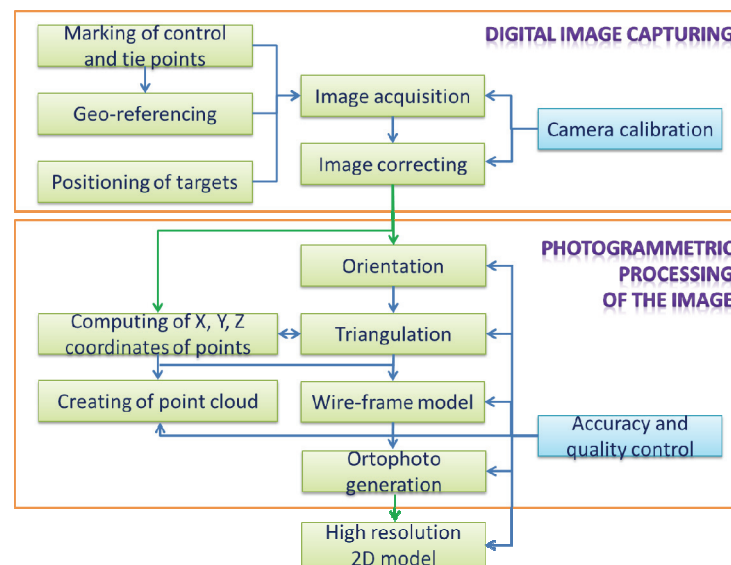 DIGITAL IMAGE CAPTURING
Marking of control
and tie points
Geo-referencing
Positioning of targets
Image acquisition
Image correcting
Camera calibration
PHOTOGRAMMETRIC
PROCESSING
OF THE IMAGE
Orientation
Computing of X, Y, Z
coordinates of points
Triangulation
Creating of point cloud
Wire-frame model
Accuracy and
quality control
Ortophoto
generation
High resolution
2D model